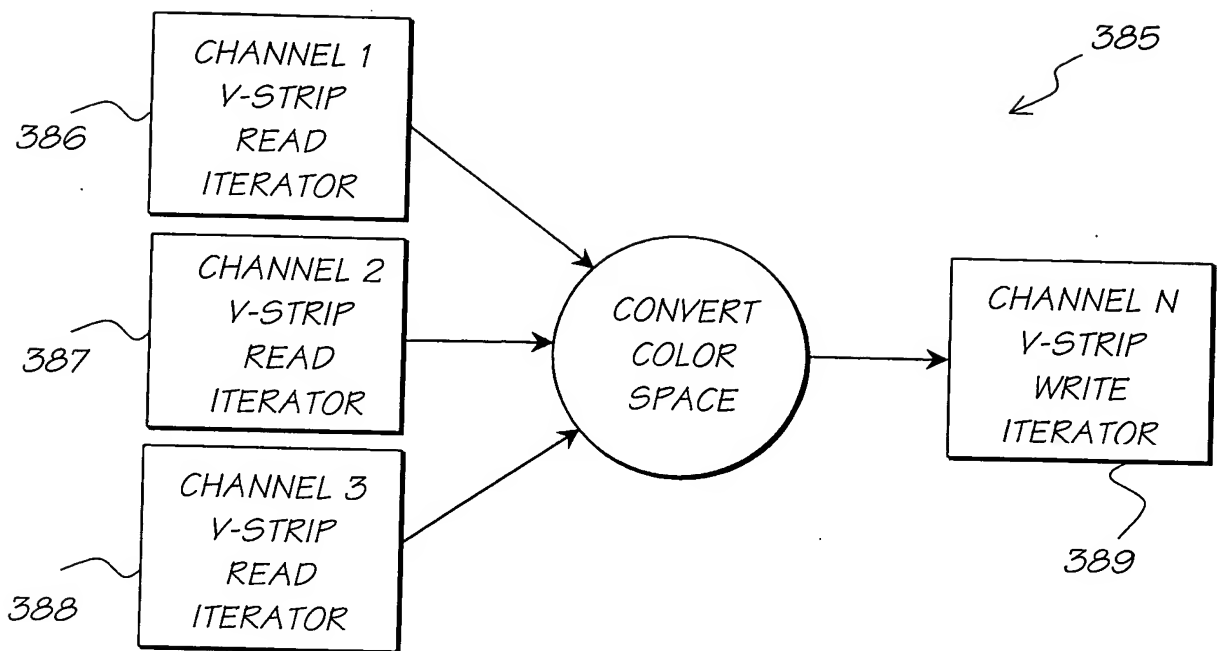 385
CHANNEL 1
V-STRIP
READ
ITERATOR
386
CHANNEL 2
V-STRIP
READ
ITERATOR
387
CHANNEL 3
V-STRIP
READ
ITERATOR
388
CONVERT
COLOR
SPACE
CHANNEL N
V-STRIP
WRITE
ITERATOR
389